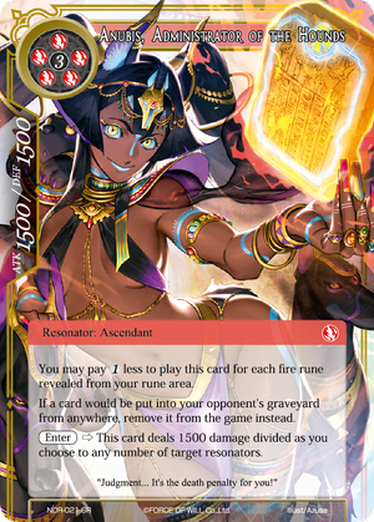 Anubis, Administrator of the Hounds
3
ATK 1500 / DEF 1500
Resonator: Ascendant
You may pay 1 less to play this card for each fire rune
revealed from your rune area.
If a card would be put into your opponent's graveyard
from anywhere, remove it from the game instead.
Enter ⇨ This card deals 1500 damage divided as you
choose to any number of target resonators.
"Judgment... It's the death penalty for you!"
NDR-021 SR
©FORCE OF WILL Co.,Ltd.
Illust/Azusa